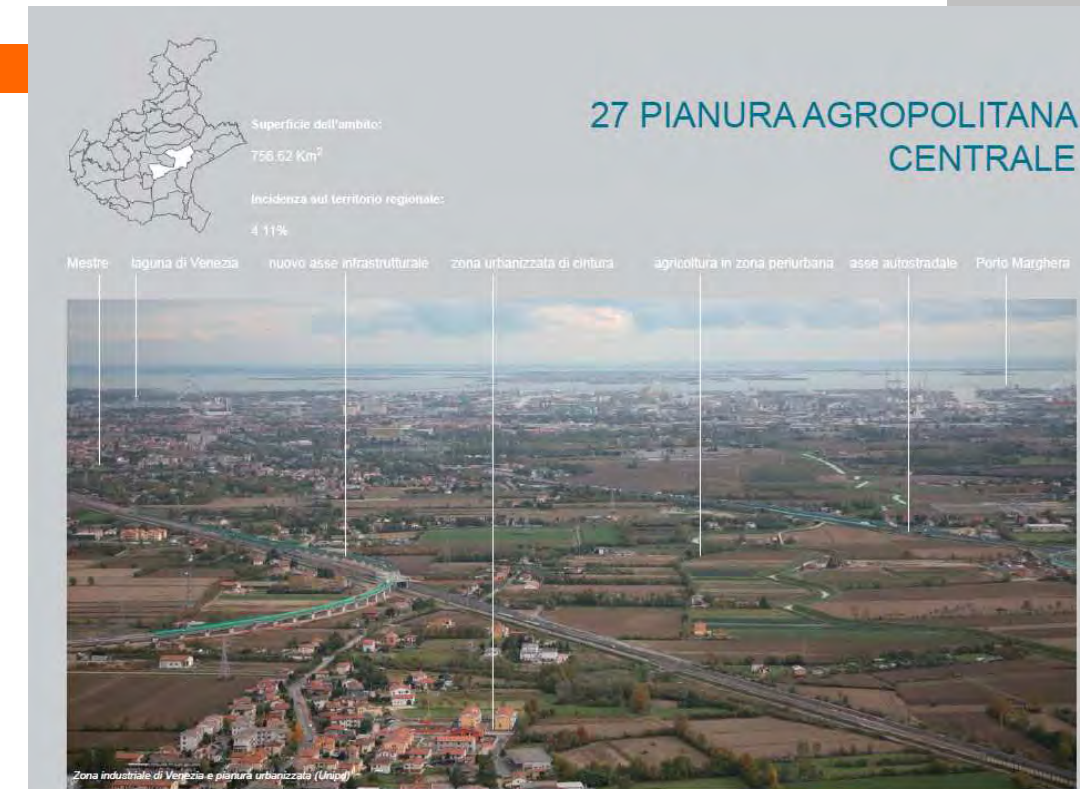 27 PIANURA AGROPOLITANA
CENTRALE
Superficie dell'ambito:
756.62 Km²
Incidenza sul territorio regionale:
4.11%
Mestre laguna di Venezia nuovo asse infrastrutturale zona urbanizzata di cintura agricoltura in zona periurbana asse autostradale Porto Marghera
Zona industriale di Venezia e pianura urbanizzata (Unipd)